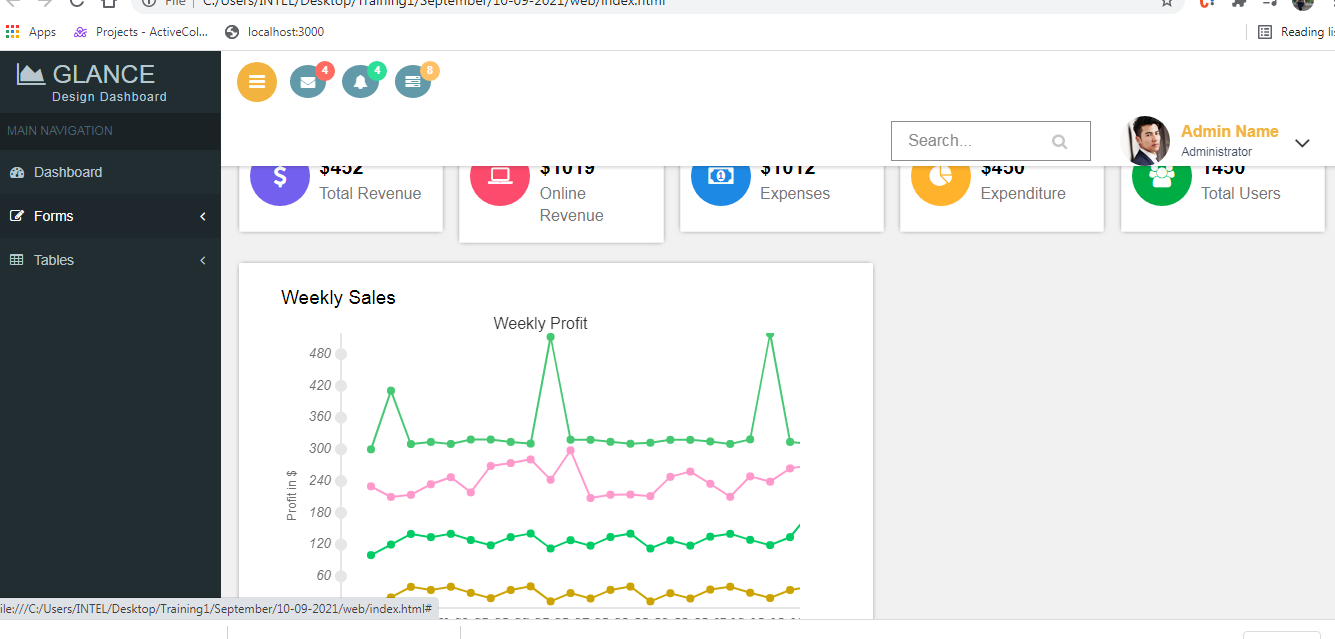 File | C:/Users/INTEL/Desktop/Training1/September/10-09-2021/web/index.html
Apps Projects - ActiveCol... localhost:3000 Reading lis
GLANCE
Design Dashboard
4 4 8
MAIN NAVIGATION
Search...
Admin Name
Administrator
Dashboard
Forms
Tables
$452
Total Revenue
$1019
Online
Revenue
$1012
Expenses
$450
Expenditure
1450
Total Users
Weekly Sales
Weekly Profit
480
420
360
300
240
180
120
60
Profit in $
ile:///C:/Users/INTEL/Desktop/Training1/September/10-09-2021/web/index.html#